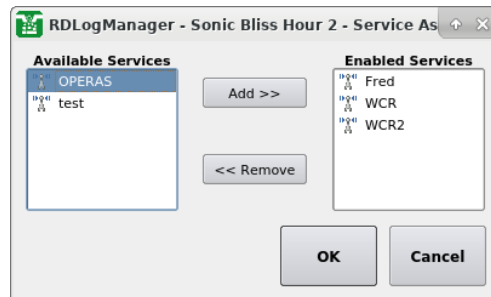 RDLogManager - Sonic Bliss Hour 2 - Service As
Available Services
OPERAS
test
Add >>
<< Remove
Enabled Services
Fred
WCR
WCR2
OK
Cancel